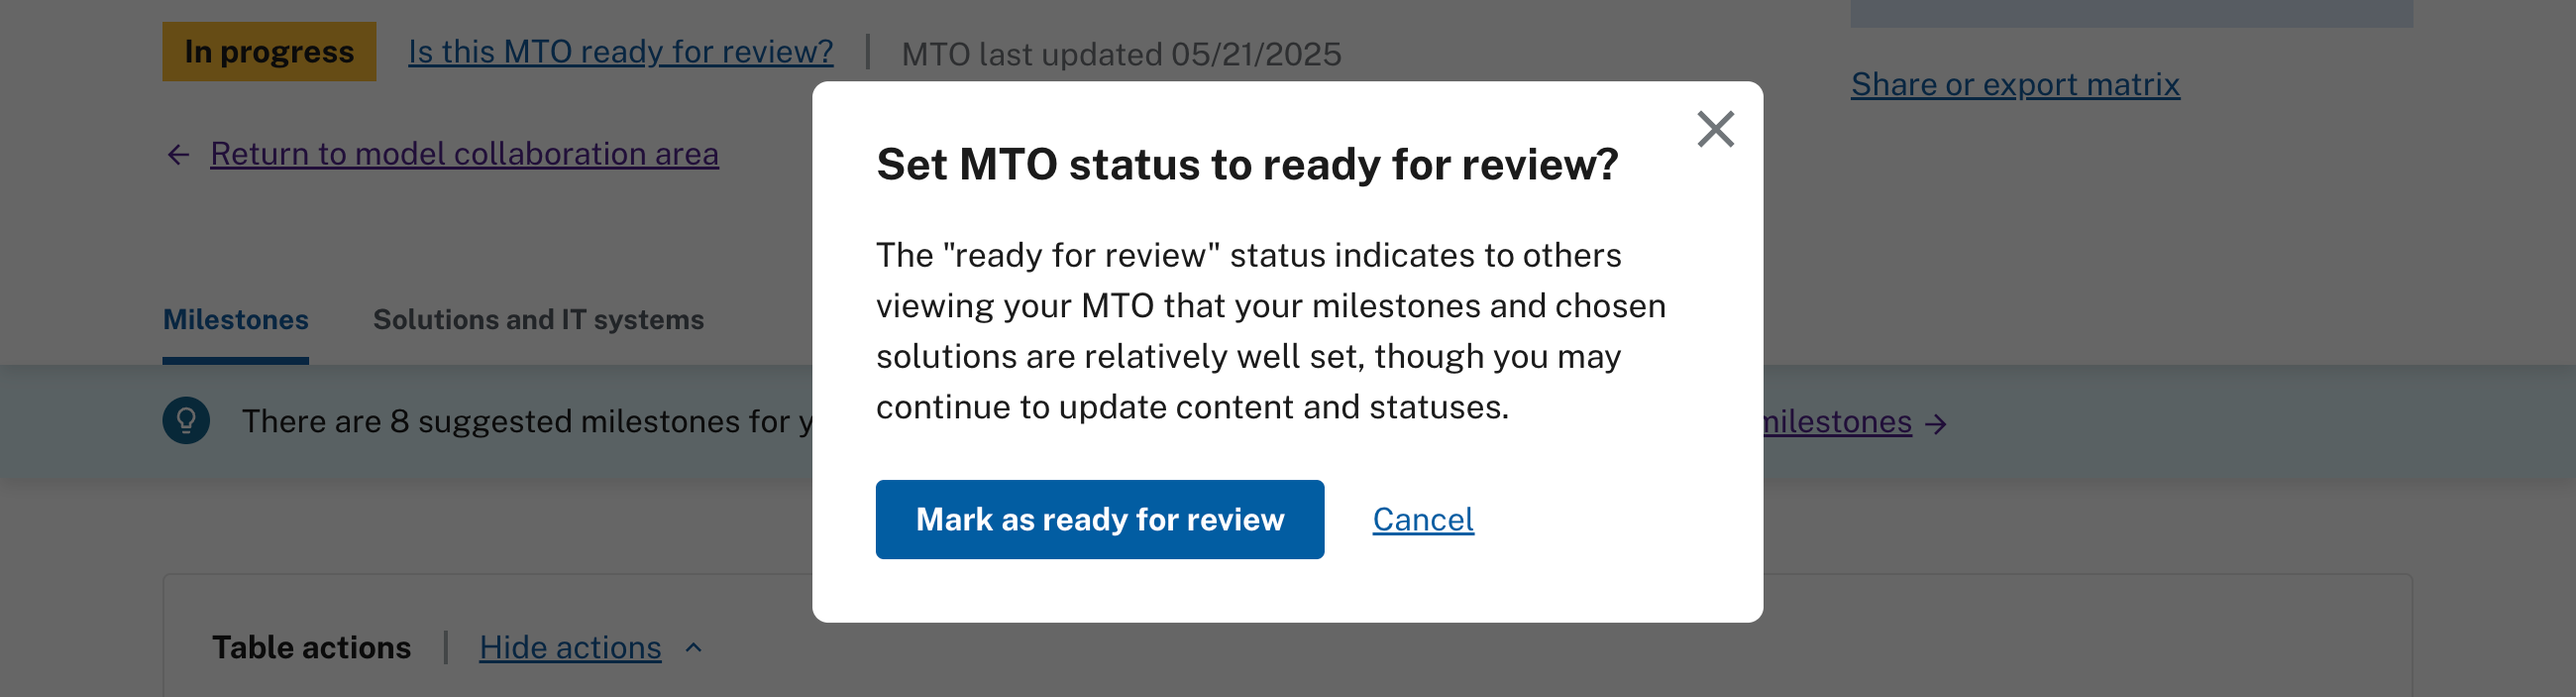 In progress Is this MTO ready for review? | MTO last updated 05/21/2025
Share or export matrix
← Return to model collaboration area
Set MTO status to ready for review?
The "ready for review" status indicates to others
viewing your MTO that your milestones and chosen
solutions are relatively well set, though you may
continue to update content and statuses.
Mark as ready for review Cancel
Milestones Solutions and IT systems
There are 8 suggested milestones for
milestones →
Table actions | Hide actions